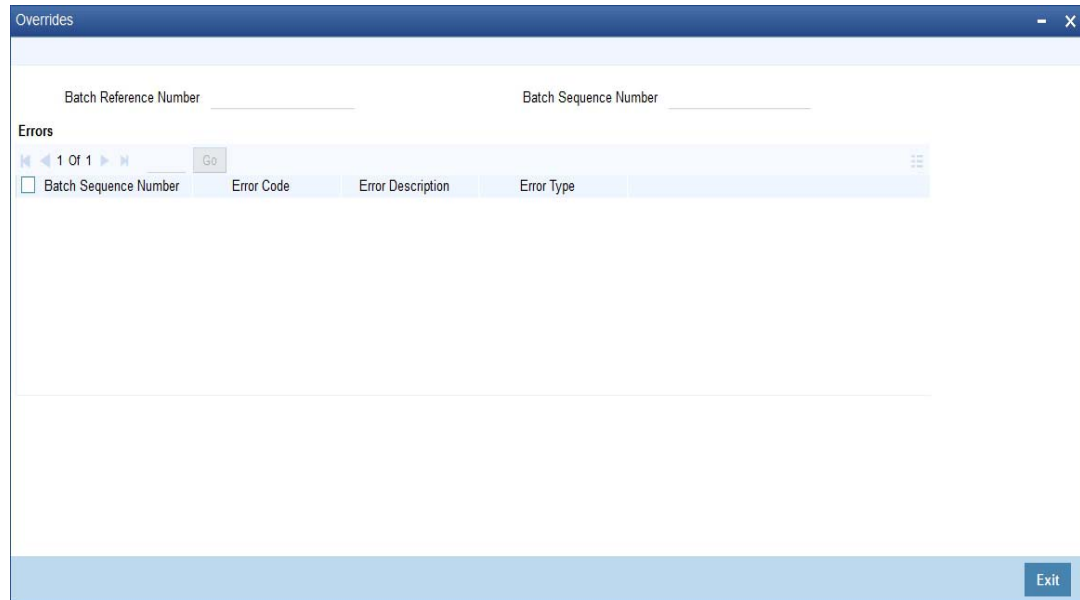 Overrides
Batch Reference Number
Batch Sequence Number
Errors
1 Of 1
Go
Batch Sequence Number Error Code Error Description Error Type
Exit